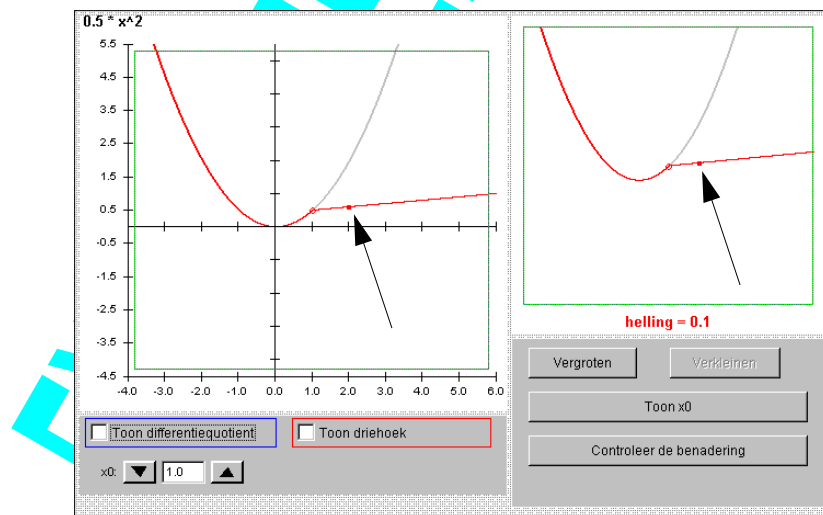 0.5 * x^2
5.5
4.5
3.5
2.5
1.5
0.5
-0.5
-1.5
-2.5
-3.5
-4.5
-4.0 -3.0 -2.0 -1.0 0.0 1.0 2.0 3.0 4.0 5.0 6.0
helling = 0.1
Vergroten Verkleinen
Toon x0
Controleer de benadering
Toon differentiequotient Toon driehoek
x0: 1.0